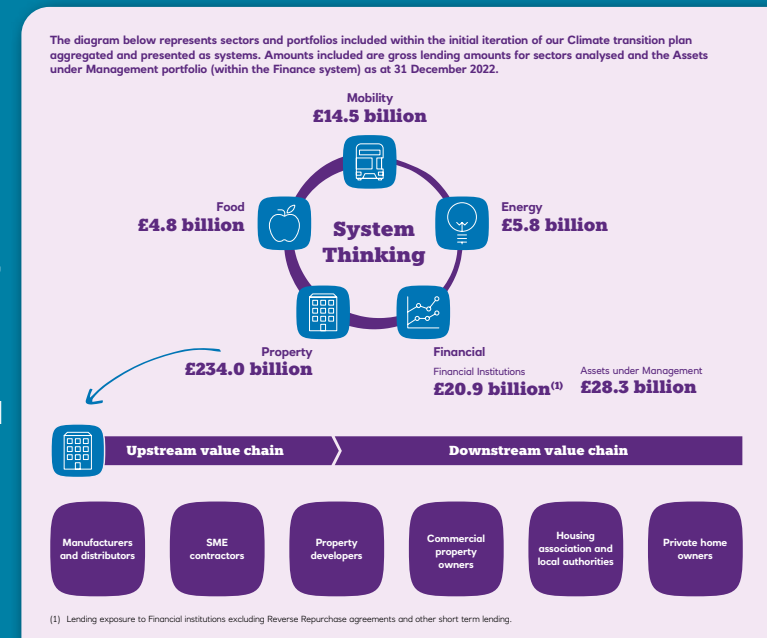 The diagram below represents sectors and portfolios included within the initial iteration of our Climate transition plan
aggregated and presented as systems. Amounts included are gross lending amounts for sectors analysed and the Assets
under Management portfolio (within the Finance system) as at 31 December 2022.
Mobility
£14.5 billion
Food
£4.8 billion
System
Thinking
Energy
£5.8 billion
Property
£234.0 billion
Financial
Financial Institutions
£20.9 billion(1)
Assets under Management
£28.3 billion
Upstream value chain
Downstream value chain
Manufacturers
and distributors
SME
contractors
Property
developers
Commercial
property
owners
Housing
association and
local authorities
Private home
owners
(1) Lending exposure to Financial institutions excluding Reverse Repurchase agreements and other short term lending.